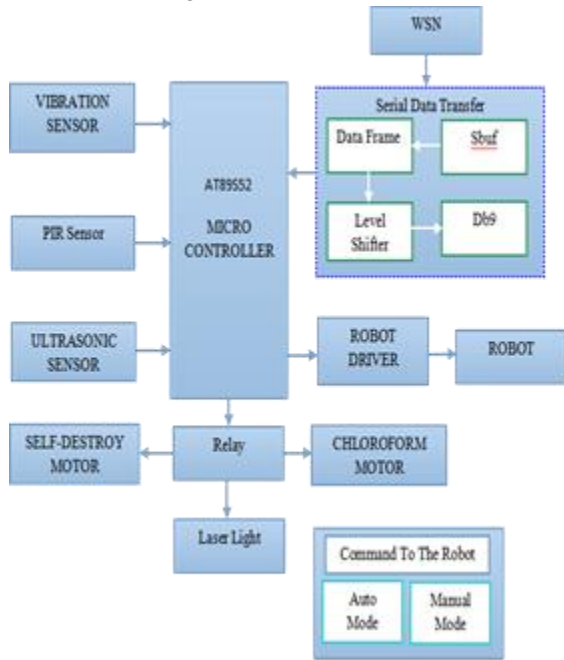 WSN
VIBRATION
SENSOR
Serial Data Transfer
Data Frame
Sbuf
AT89S52
MICRO
CONTROLLER
PIR Sensor
Level
Shifter
Db9
ULTRASONIC
SENSOR
ROBOT
DRIVER
ROBOT
SELF-DESTROY
MOTOR
Relay
CHLOROFORM
MOTOR
Laser Light
Command To The Robot
Auto
Mode
Manual
Mode